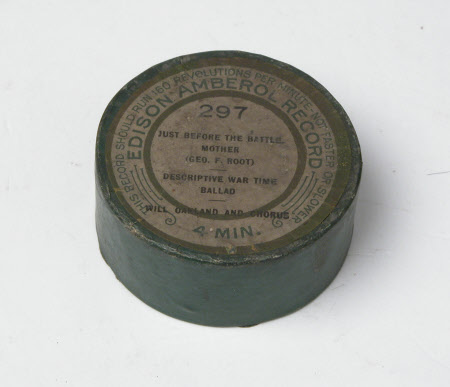 THIS RECORD SHOULD RUN 160 REVOLUTIONS PER MINUTE NOT FASTER OR SLOWER
EDISON AMBEROL RECORD
297
JUST BEFORE THE BATTLE,
MOTHER
(GEO. F. ROOT)
DESCRIPTIVE WAR TIME
BALLAD
WILL OAKLAND AND CHORUS
4 MIN.